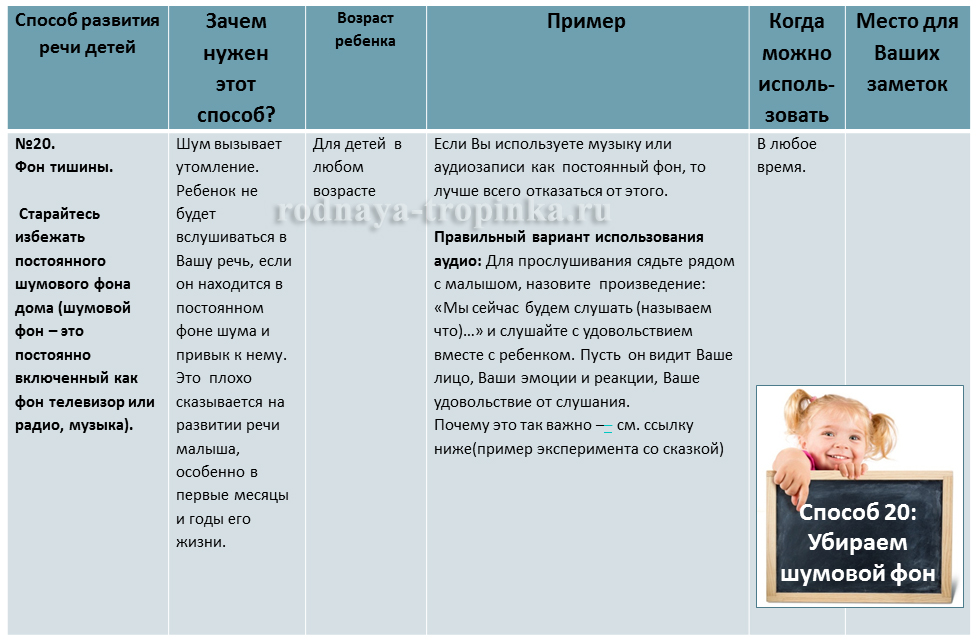 Способ развития
речи детей
Зачем
нужен
этот
способ?
Возраст
ребенка
Пример
Когда
можно
исполь-
зовать
Место для
Ваших
заметок
№20.
Фон тишины.
Старайтесь
избежать
постоянного
шумового фона
дома (шумовой
фон – это
постоянно
включенный как
фон телевизор или
радио, музыка).
Шум вызывает
утомление.
Ребенок не
будет
вслушиваться в
Вашу речь, если
он находится в
постоянном
фоне шума и
привык к нему.
Это плохо
сказывается на
развитии речи
малыша,
особенно в
первые месяцы
и годы его
жизни.
Для детей в
любом
возрасте
Если Вы используете музыку или
аудиозаписи как постоянный фон, то
лучше всего отказаться от этого.
Правильный вариант использования
аудио: Для прослушивания сядьте рядом
с малышом, назовите произведение:
«Мы сейчас будем слушать (называем
что)…» и слушайте с удовольствием
вместе с ребенком. Пусть он видит Ваше
лицо, Ваши эмоции и реакции, Ваше
удовольствие от слушания.
Почему это так важно –– см. ссылку
ниже(пример эксперимента со сказкой)
В любое
время.
rodnaya-tropinka.ru
Способ 20:
Убираем
шумовой фон